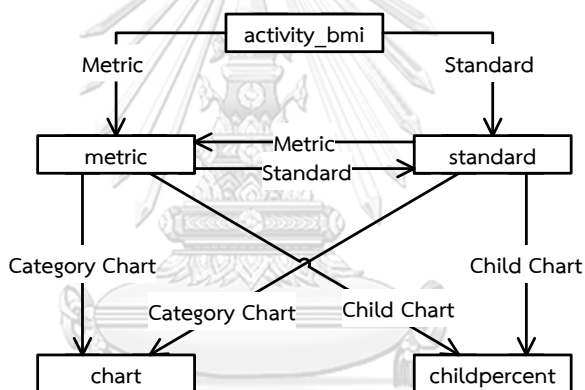 activity_bmi
Metric
Standard
Metric
metric
standard
Standard
Category Chart
Child Chart
Category Chart
Child Chart
chart
childpercent